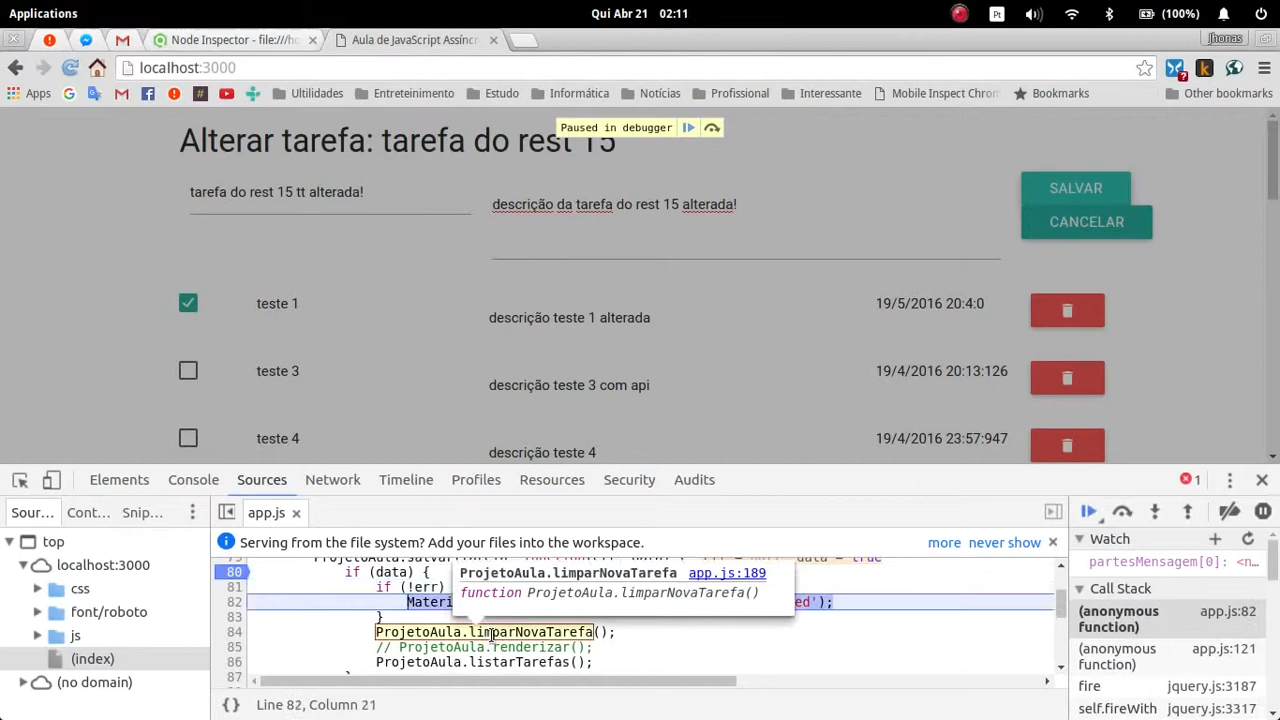 Applications
Qui Abr 21 02:11
Pt
(100%)
Node Inspector - file:///ho
Aula de JavaScript Assínc
Jhonas
localhost:3000
Apps
Ultilidades
Entreteinimento
Estudo
Informática
Notícias
Profissional
Interessante
Mobile Inspect Chrom
Bookmarks
Other bookmarks
Paused in debugger
Alterar tarefa: tarefa do rest 15
tarefa do rest 15 tt alterada!
descrição da tarefa do rest 15 alterada!
SALVAR
CANCELAR
teste 1
descrição teste 1 alterada
19/5/2016 20:4:0
teste 3
descrição teste 3 com api
19/4/2016 20:13:126
teste 4
descrição teste 4
19/4/2016 23:57:947
Elements Console Sources Network Timeline Profiles Resources Security Audits
1
Sour... Cont... Snip...
app.js
top
localhost:3000
css
font/roboto
js
(index)
(no domain)
Serving from the file system? Add your files into the workspace.
more never show
80 if (data) {
81 if (!err)
82 Materi ed');
83 }
84 ProjetoAula.limparNovaTarefa();
85 // ProjetoAula.renderizar();
86 ProjetoAula.listarTarefas();
87
ProjetoAula.limparNovaTarefa app.js:189
function ProjetoAula.limparNovaTarefa()
{} Line 82, Column 21
Watch
partesMensagem[0]: <n…
Call Stack
(anonymous function) app.js:82
(anonymous function) app.js:121
fire jquery.js:3187
self.fireWith jquery.js:3317